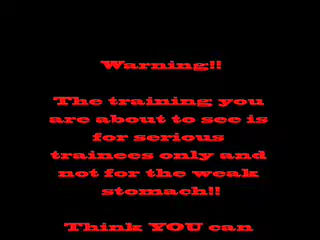 Warning!!
The training you
are about to see is
for serious
trainees only and
not for the weak
stomach!!
Think YOU can